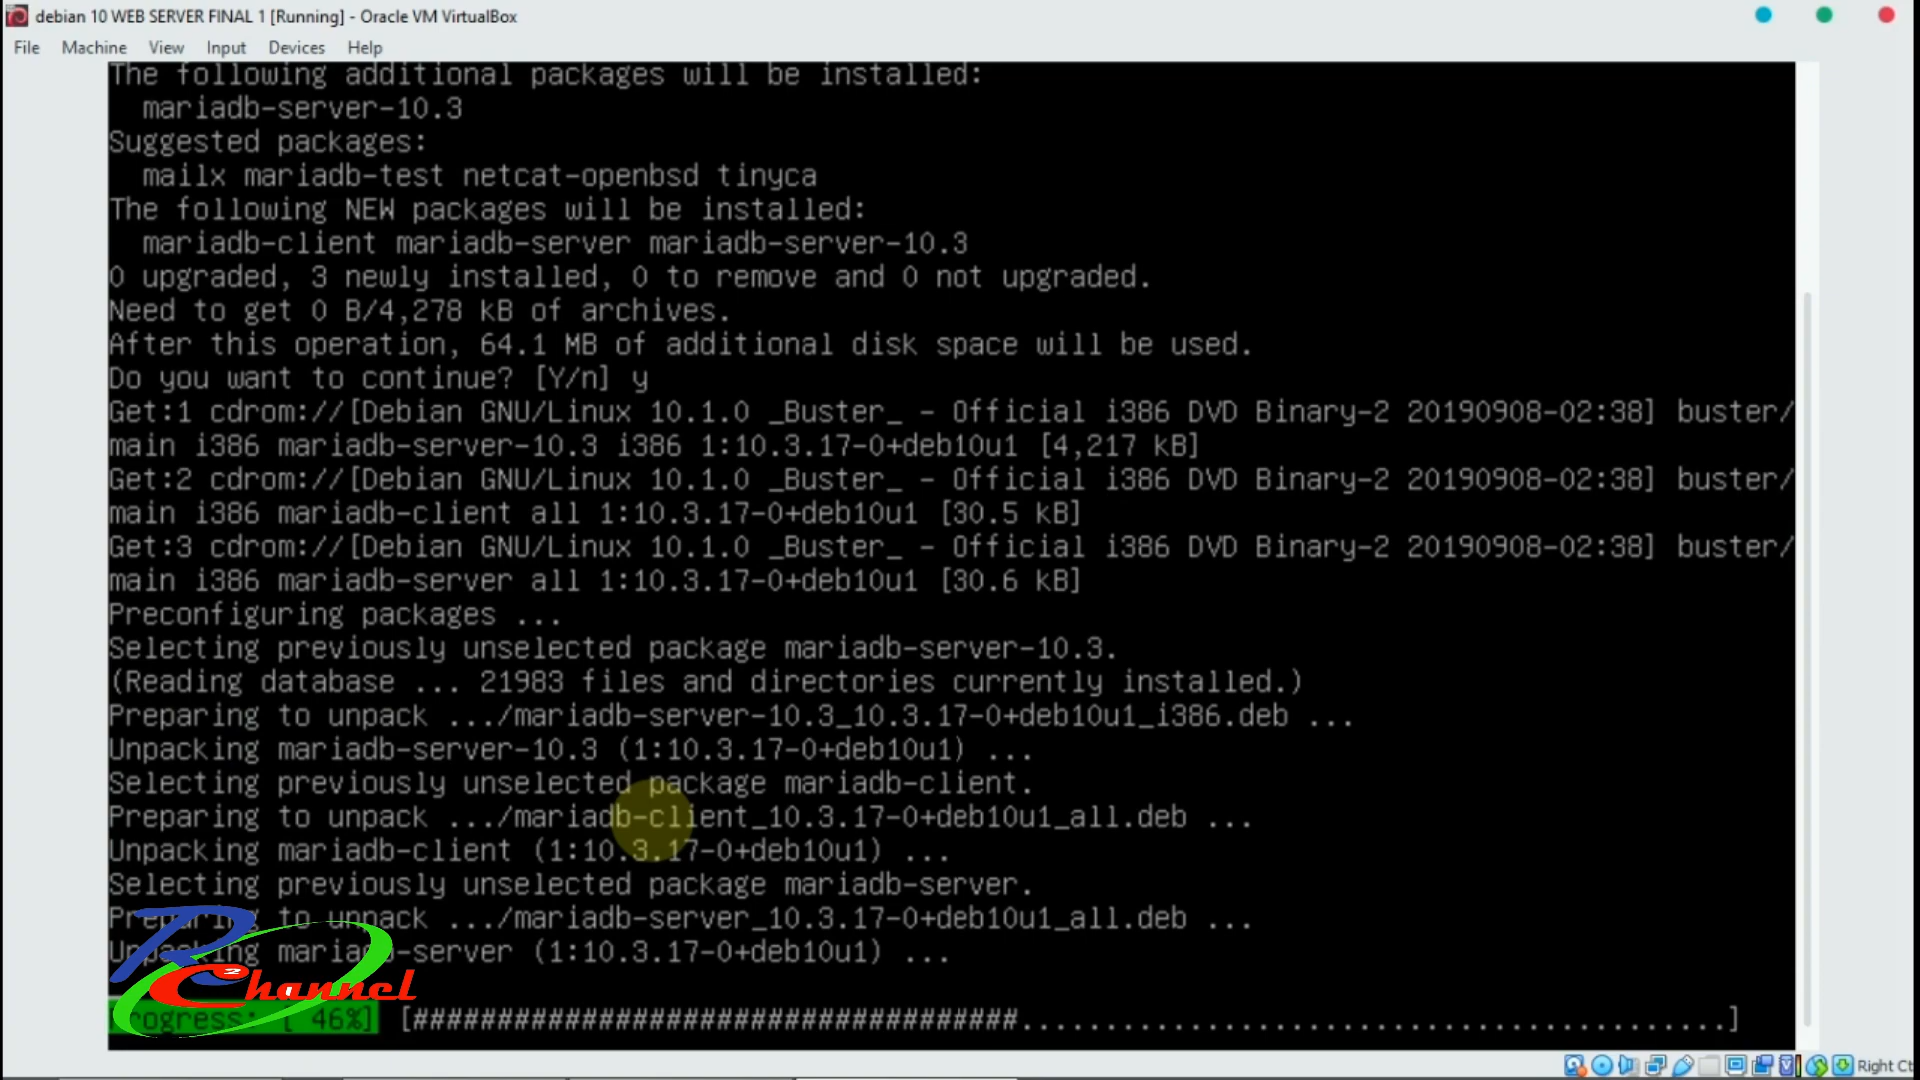 debian 10 WEB SERVER FINAL 1 [Running] - Oracle VM VirtualBox
File Machine View Input Devices Help
The following additional packages will be installed:
mariadb-server-10.3
Suggested packages:
mailx mariadb-test netcat-openbsd tinyca
The following NEW packages will be installed:
mariadb-client mariadb-server mariadb-server-10.3
0 upgraded, 3 newly installed, 0 to remove and 0 not upgraded.
Need to get 0 B/4,278 kB of archives.
After this operation, 64.1 MB of additional disk space will be used.
Do you want to continue? [Y/n] y
Get:1 cdrom://[Debian GNU/Linux 10.1.0 _Buster_ - Official i386 DVD Binary-2 20190908-02:38] buster/
main i386 mariadb-server-10.3 i386 1:10.3.17-0+deb10u1 [4,217 kB]
Get:2 cdrom://[Debian GNU/Linux 10.1.0 _Buster_ - Official i386 DVD Binary-2 20190908-02:38] buster/
main i386 mariadb-client all 1:10.3.17-0+deb10u1 [30.5 kB]
Get:3 cdrom://[Debian GNU/Linux 10.1.0 _Buster_ - Official i386 DVD Binary-2 20190908-02:38] buster/
main i386 mariadb-server all 1:10.3.17-0+deb10u1 [30.6 kB]
Preconfiguring packages ...
Selecting previously unselected package mariadb-server-10.3.
(Reading database ... 21983 files and directories currently installed.)
Preparing to unpack .../mariadb-server-10.3_10.3.17-0+deb10u1_i386.deb ...
Unpacking mariadb-server-10.3 (1:10.3.17-0+deb10u1) ...
Selecting previously unselected package mariadb-client.
Preparing to unpack .../mariadb-client_10.3.17-0+deb10u1_all.deb ...
Unpacking mariadb-client (1:10.3.17-0+deb10u1) ...
Selecting previously unselected package mariadb-server.
Preparing to unpack .../mariadb-server_10.3.17-0+deb10u1_all.deb ...
Unpacking mariadb-server (1:10.3.17-0+deb10u1) ...
R Channel 2
Progress: [ 46%] [####################################..........................................]
Right Ct